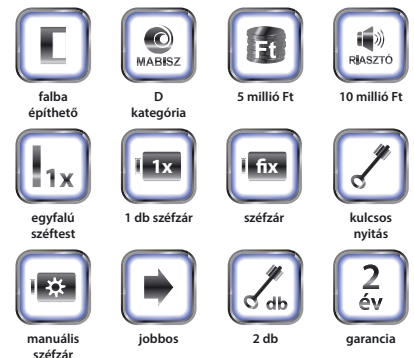 MABISZ
Ft
RIASZTÓ
falba
építhető
D
kategória
5 millió Ft
10 millió Ft
1x
1x
fix
egyfalú
széftest
1 db széfzár
széfzár
kulcsos
nyitás
db
2
év
manuális
széfzár
jobbos
2 db
garancia